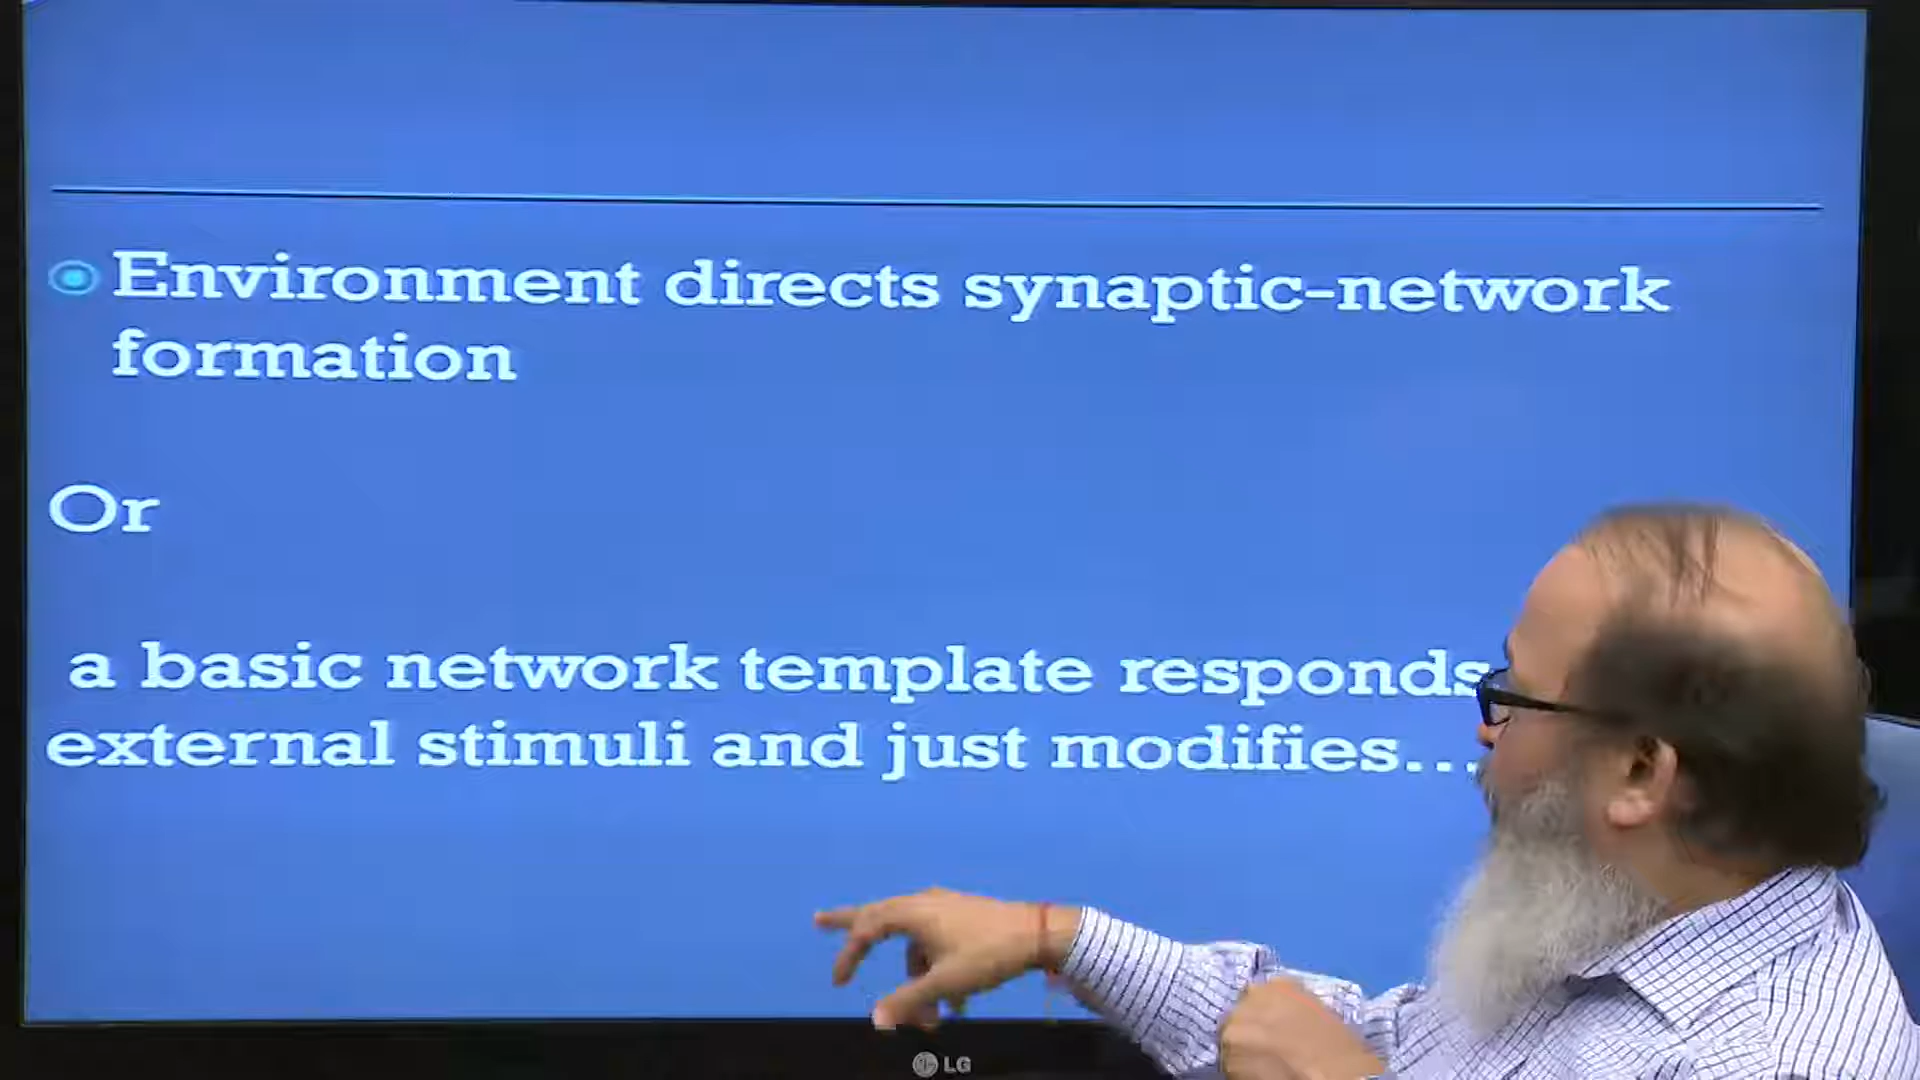 Environment directs synaptic-network
formation
Or
a basic network template responds
external stimuli and just modifies...
LG